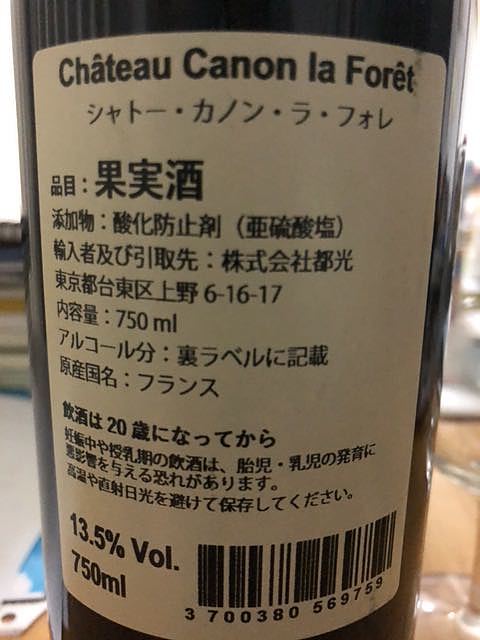 Château Canon la Forêt
シャトー・カノン・ラ・フォレ
品目：果実酒
添加物：酸化防止剤（亜硫酸塩）
輸入者及び引取先：株式会社都光
東京都台東区上野 6-16-17
内容量：750 ml
アルコール分：裏ラベルに記載
原産国名：フランス
飲酒は 20 歳になってから
妊娠中や授乳期の飲酒は、胎児・乳児の発育に
悪影響を与える恐れがあります。
高温や直射日光を避けて保存してください。
13.5% Vol.
750ml
3 700380 569759